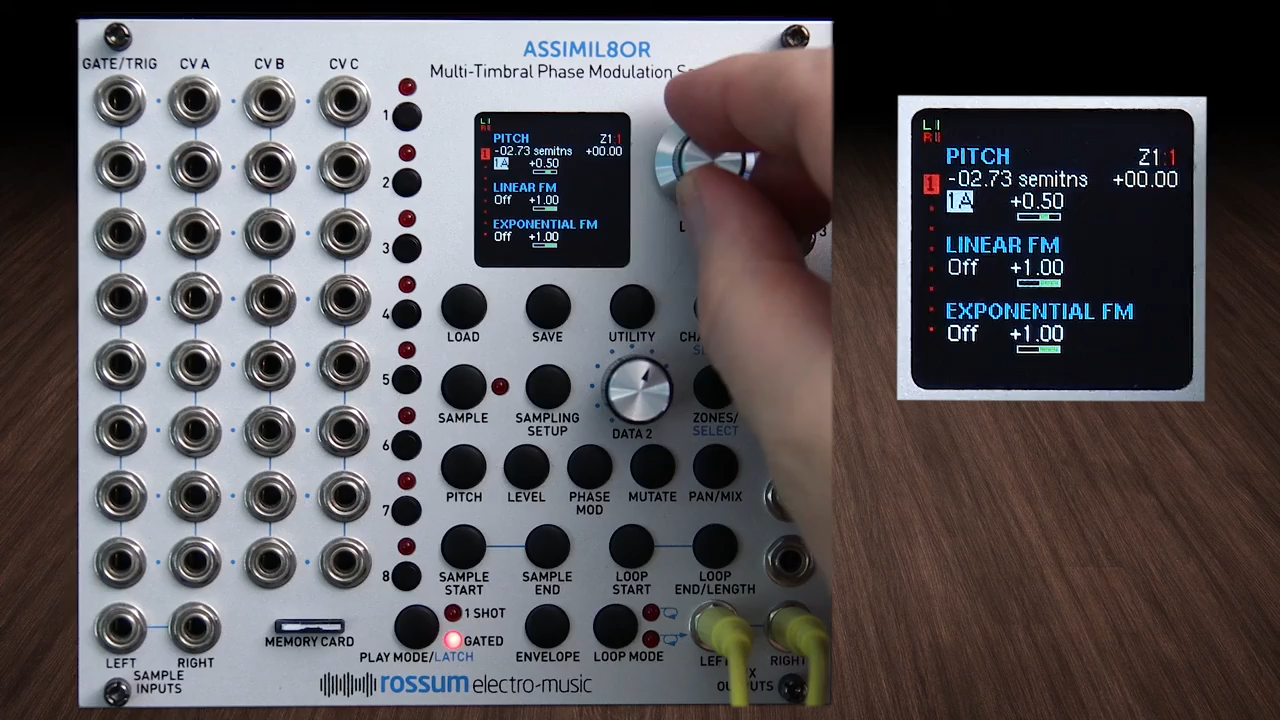 ASSIMIL8OR
Multi-Timbral Phase Modulation
GATE/TRIG CV A CV B CV C
1
2
3
4
5
6
7
8
PITCH Z1:1
1 -02.73 semitns +00.00
1A +0.50
LINEAR FM
Off +1.00
EXPONENTIAL FM
Off +1.00
LOAD SAVE UTILITY
SAMPLE SAMPLING SETUP DATA 2 ZONES/ SELECT
PITCH LEVEL PHASE MOD MUTATE PAN/MIX
SAMPLE START SAMPLE END LOOP START LOOP END/LENGTH
1 SHOT
GATED
PLAY MODE/LATCH ENVELOPE LOOP MODE
MEMORY CARD
LEFT RIGHT
SAMPLE INPUTS
RIGHT
OUTPUTS
rossum electro-music
PITCH Z1:1
1 -02.73 semitns +00.00
1A +0.50
LINEAR FM
Off +1.00
EXPONENTIAL FM
Off +1.00